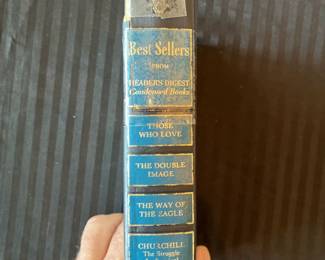 Best Sellers
FROM
READER'S DIGEST
Condensed Books
THOSE
WHO LOVE
THE DOUBLE
IMAGE
THE WAY OF
THE EAGLE
CHURCHILL
The Struggle